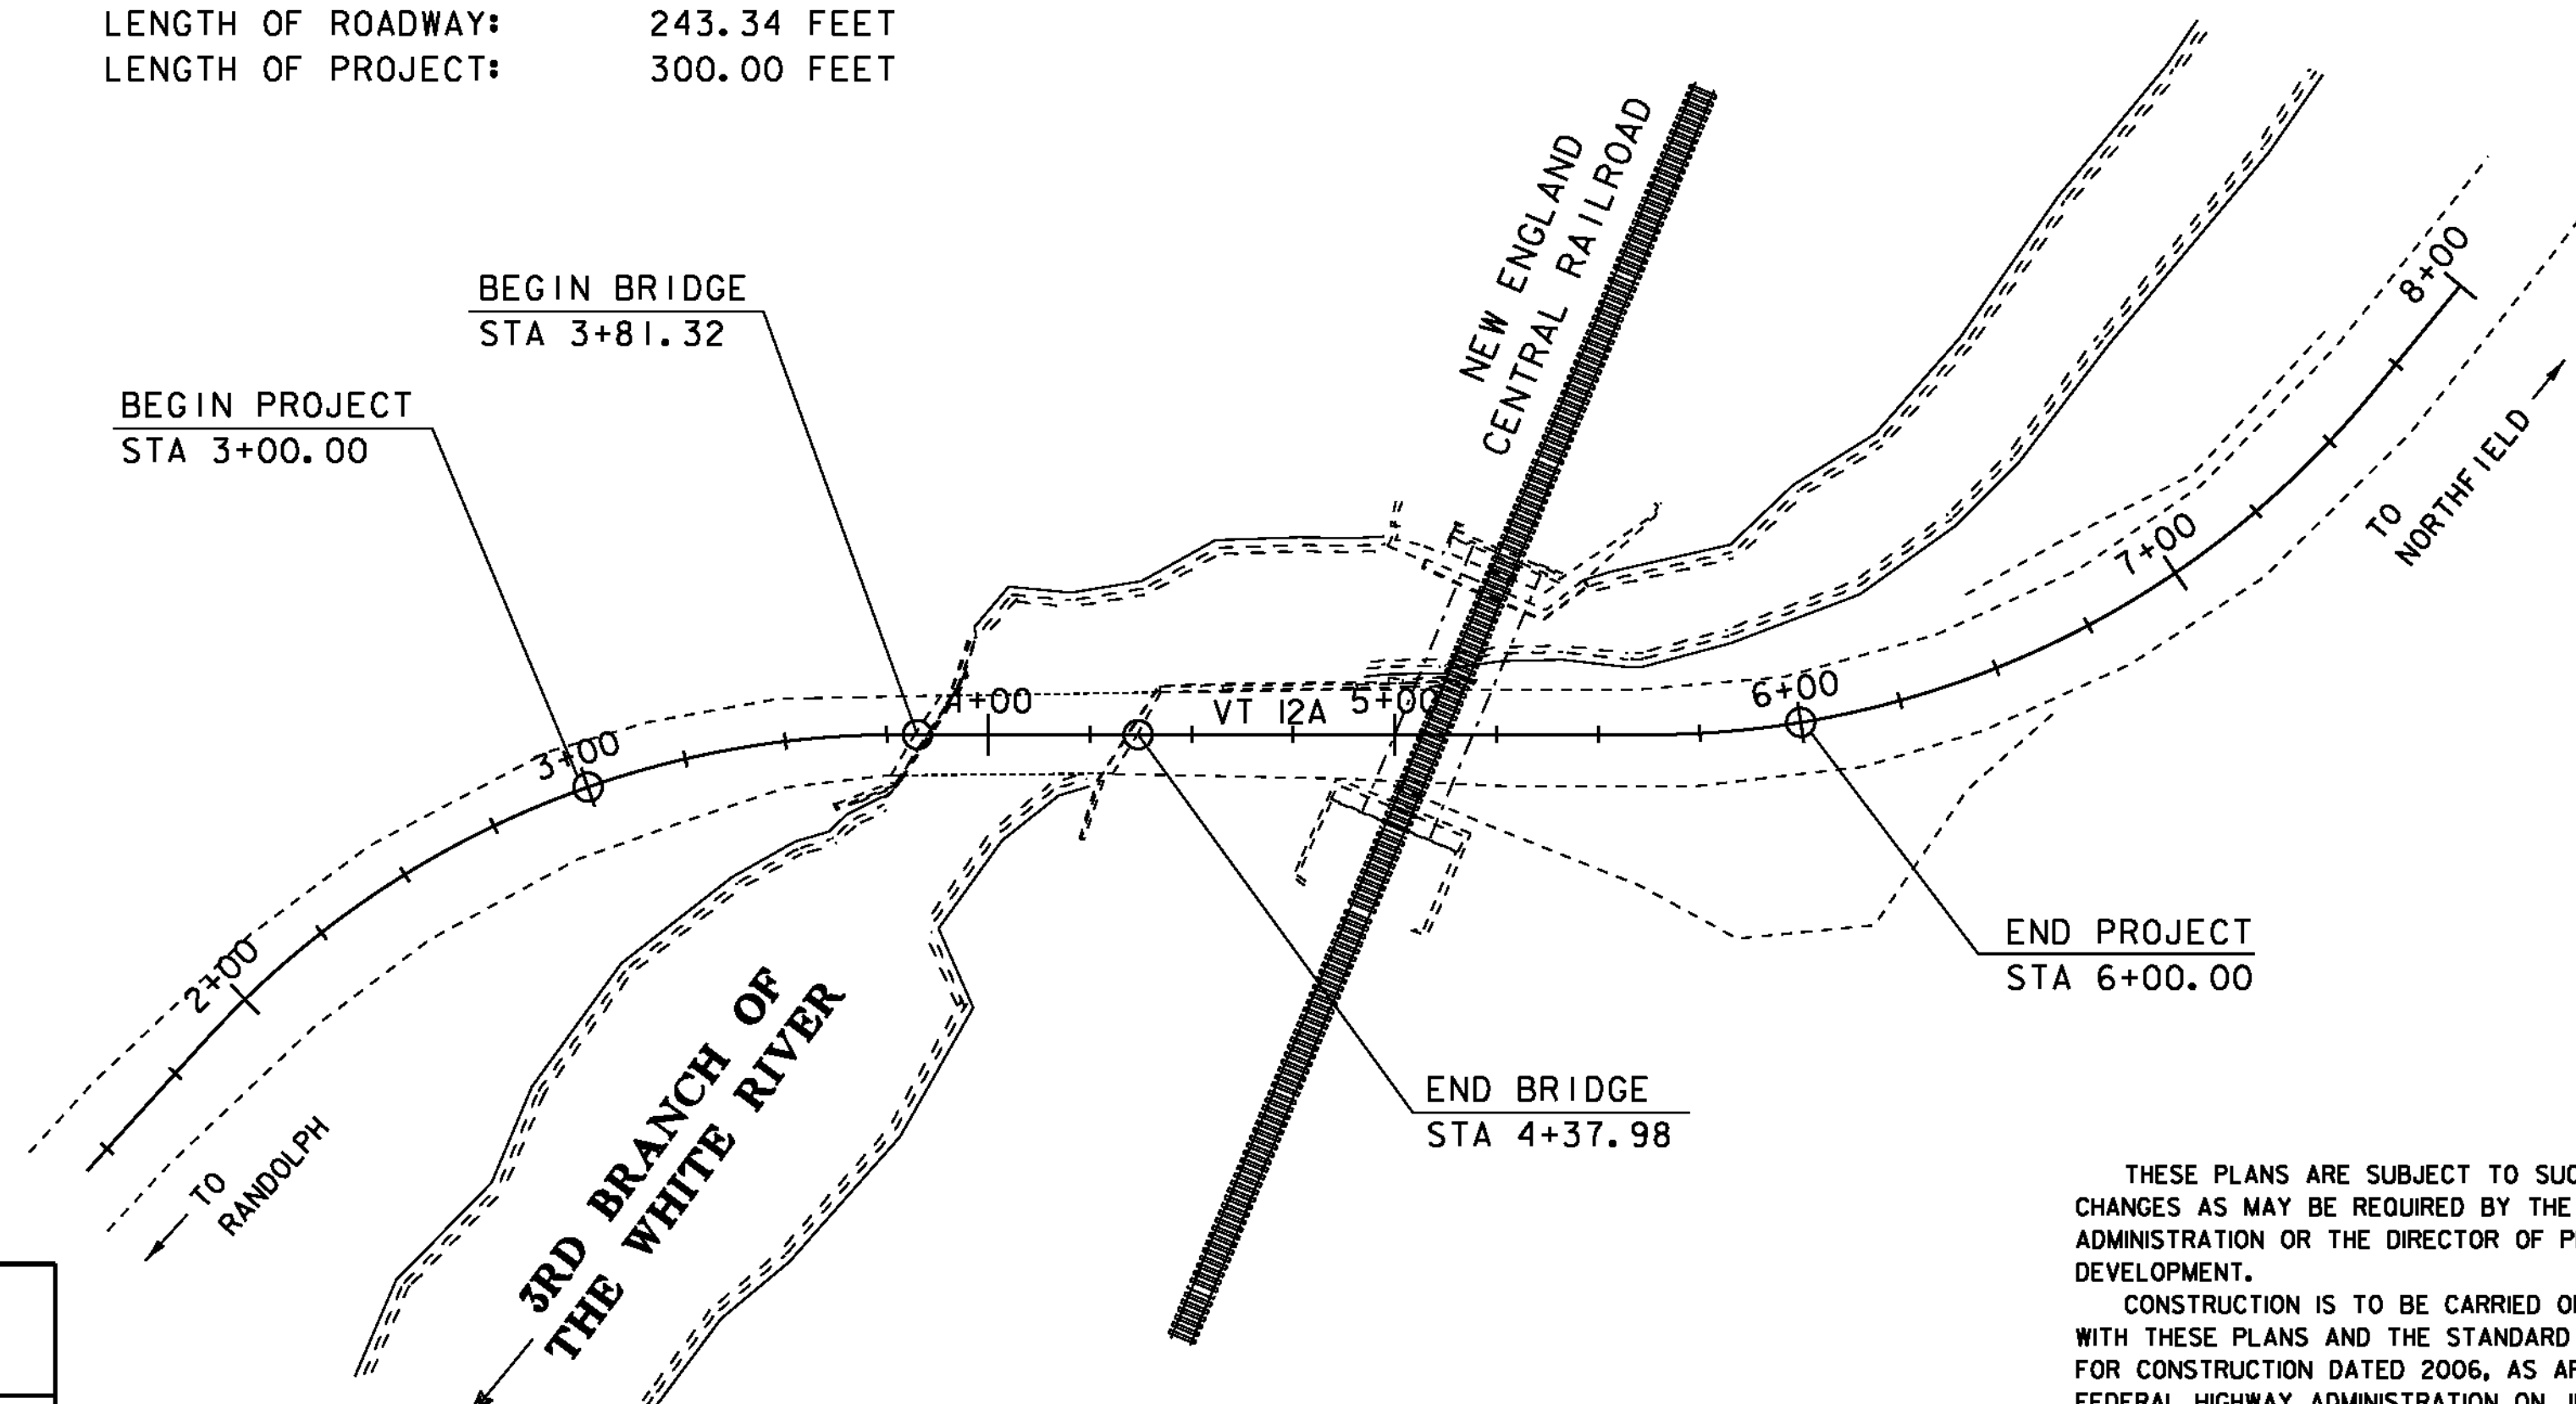 LENGTH OF ROADWAY: 243.34 FEET
LENGTH OF PROJECT: 300.00 FEET
NEW ENGLAND
CENTRAL RAILROAD
BEGIN BRIDGE
STA 3+81.32
BEGIN PROJECT
STA 3+00.00
2+00
3+00
4+00
VT 12A
5+00
6+00
7+00
8+00
TO
NORTHFIELD
TO
RANDOLPH
3RD BRANCH OF
THE WHITE RIVER
END PROJECT
STA 6+00.00
END BRIDGE
STA 4+37.98
THESE PLANS ARE SUBJECT TO
CHANGES AS MAY BE REQUIRED BY THE
ADMINISTRATION OR THE DIRECTOR OF
DEVELOPMENT.
CONSTRUCTION IS TO BE CARRIED
WITH THESE PLANS AND THE STANDARD
FOR CONSTRUCTION DATED 2006, AS
FEDERAL HIGHWAY ADMINISTRATION ON